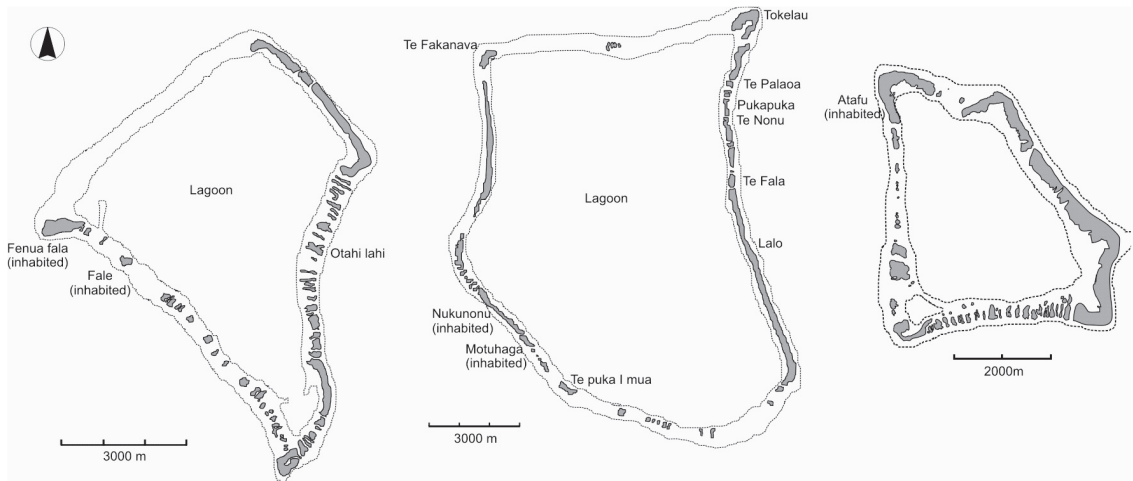 Lagoon
Fenua fala
(inhabited)
Fale
(inhabited)
Otahi lahi
3000 m
Te Fakanava
Tokelau
Te Palaoa
Pukapuka
Te Nonu
Te Fala
Lagoon
Lalo
Nukunonu
(inhabited)
Motuhaga
(inhabited)
Te puka I mua
3000 m
Atafu
(inhabited)
2000m